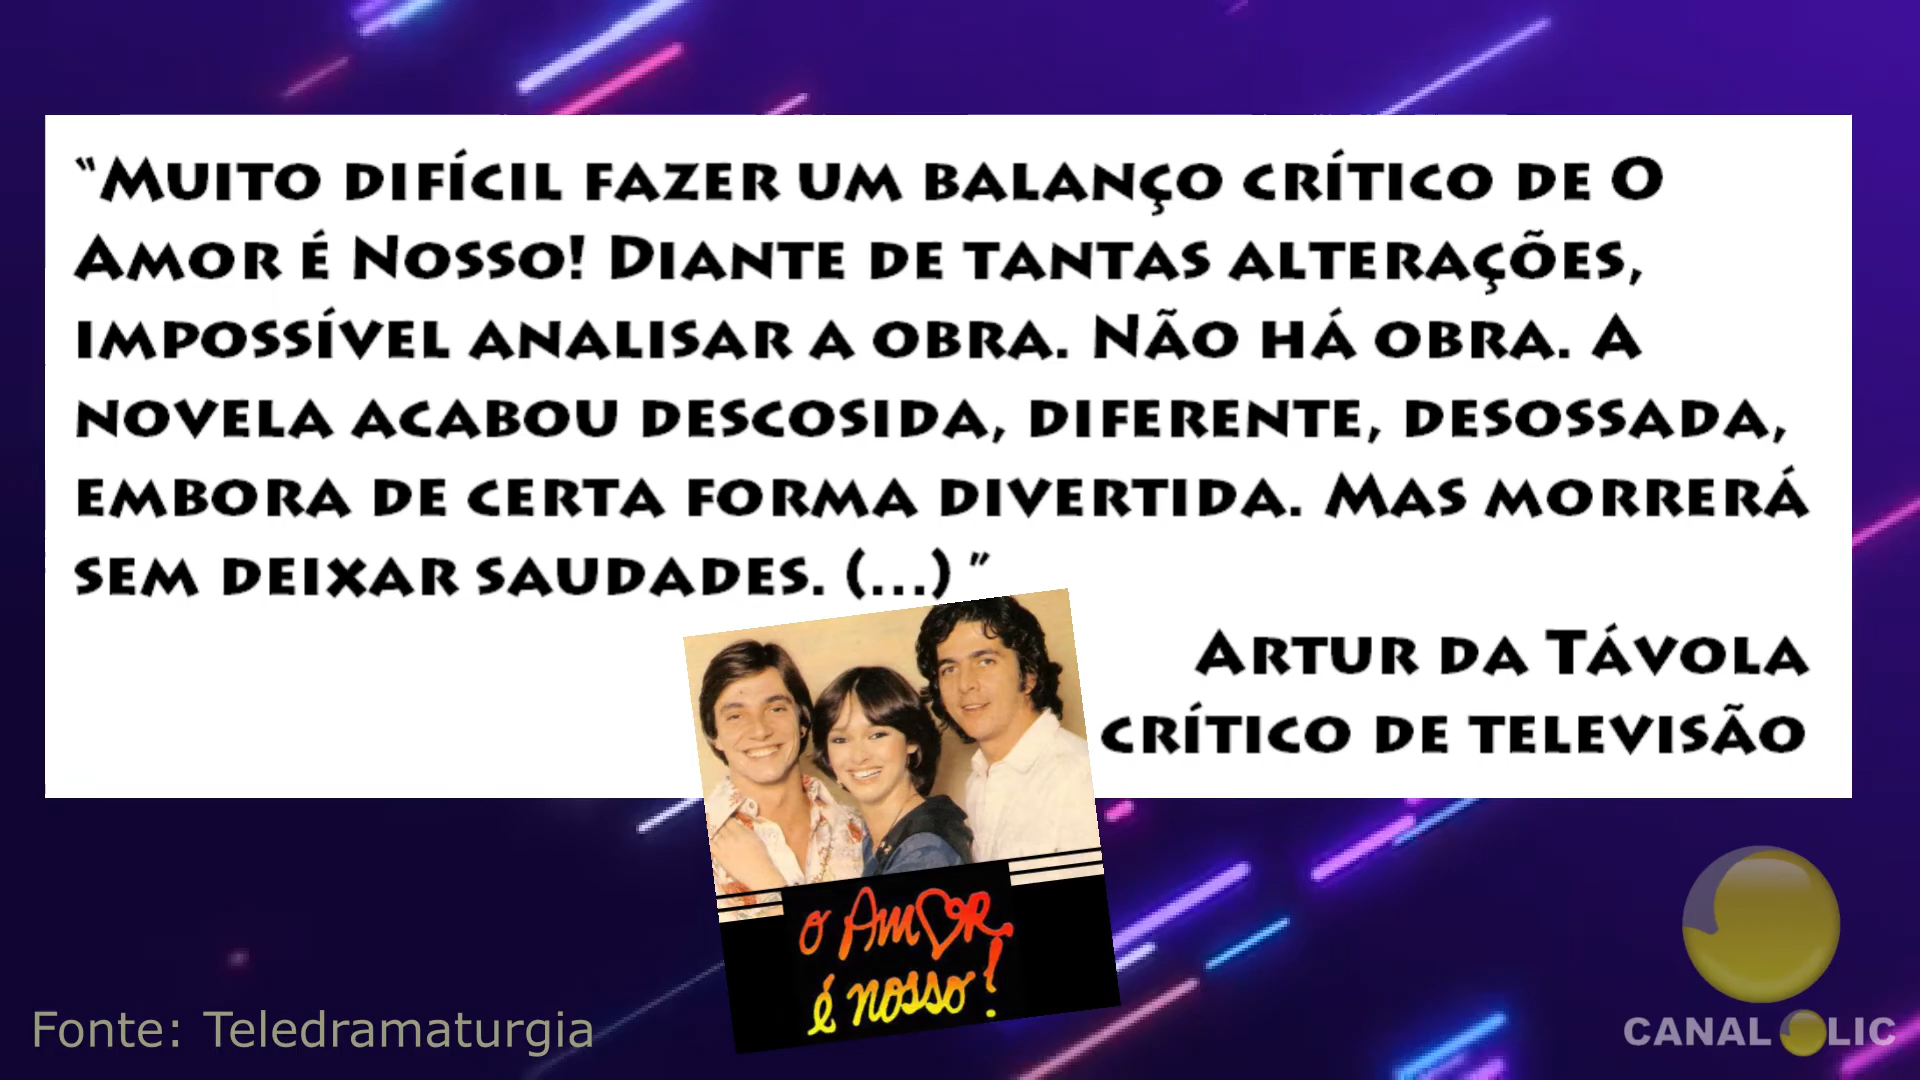 “Muito difícil fazer um balanço crítico de O
Amor é Nosso! Diante de tantas alterações,
impossível analisar a obra. Não há obra. A
novela acabou descosida, diferente, desossada,
embora de certa forma divertida. Mas morrerá
sem deixar saudades. (...) ”
Artur da Távola
crítico de televisão
o Amor
é nosso!
Fonte: Teledramaturgia
CANAL OLIC